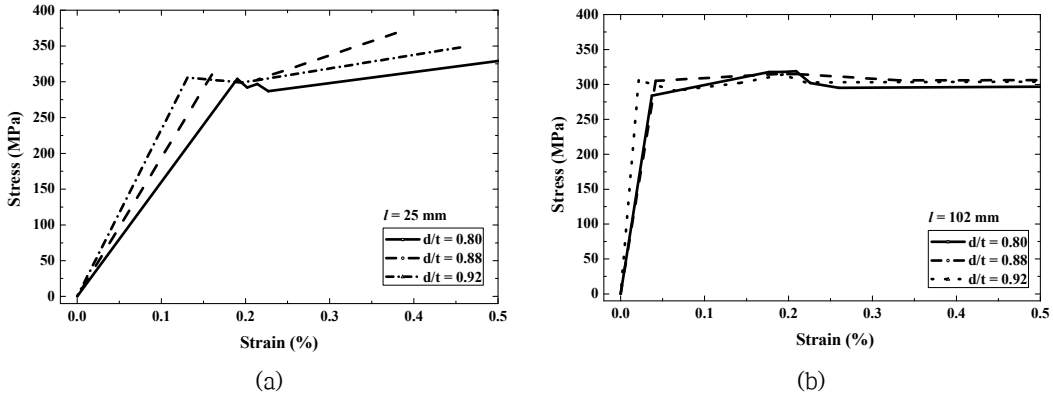 400
350
300
250
200
150
100
50
0
Stress (MPa)
0.0 0.1 0.2 0.3 0.4 0.5
Strain (%)
l = 25 mm
d/t = 0.80
d/t = 0.88
d/t = 0.92
(a)
400
350
300
250
200
150
100
50
0
Stress (MPa)
0.0 0.1 0.2 0.3 0.4 0.5
Strain (%)
l = 102 mm
d/t = 0.80
d/t = 0.88
d/t = 0.92
(b)